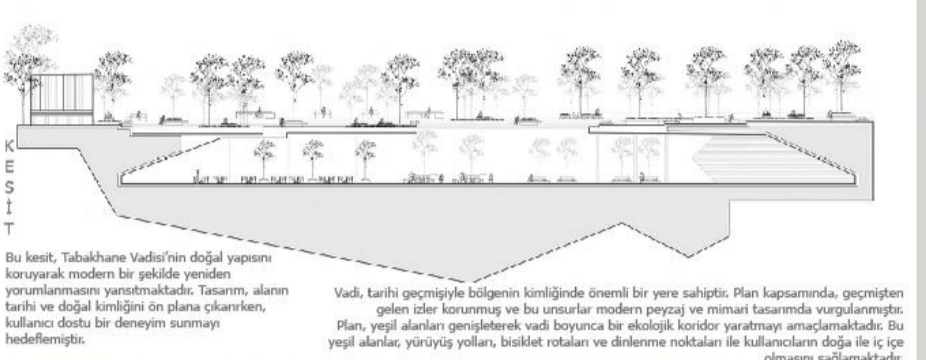 KESİT
Bu kesit, Tabakhane Vadisi'nin doğal yapısını
koruyarak modern bir şekilde yeniden
yorumlanmasını yansıtmaktadır. Tasarım, alanın
tarihi ve doğal kimliğini ön plana çıkarırken,
kullanıcı dostu bir deneyim sunmayı
hedeflemiştir.
Vadi, tarihi geçmişiyle bölgenin kimliğinde önemli bir yere sahiptir. Plan kapsamında, geçmişten
gelen izler korunmuş ve bu unsurlar modern peyzaj ve mimari tasarımda vurgulanmıştır.
Plan, yeşil alanları genişleterek vadi boyunca bir ekolojik koridor yaratmayı amaçlamaktadır. Bu
yeşil alanlar, yürüyüş yolları, bisiklet rotaları ve dinlenme noktaları ile kullanıcıların doğa ile iç içe
olmasını sağlamaktadır.